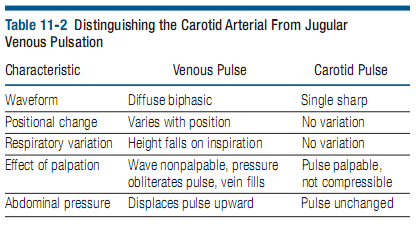 Table 11-2 Distinguishing the Carotid Arterial From Jugular
Venous Pulsation
Characteristic Venous Pulse Carotid Pulse
Waveform Diffuse biphasic Single sharp
Positional change Varies with position No variation
Respiratory variation Height falls on inspiration No variation
Effect of palpation Wave nonpalpable, pressure Pulse palpable,
obliterates pulse, vein fills not compressible
Abdominal pressure Displaces pulse upward Pulse unchanged